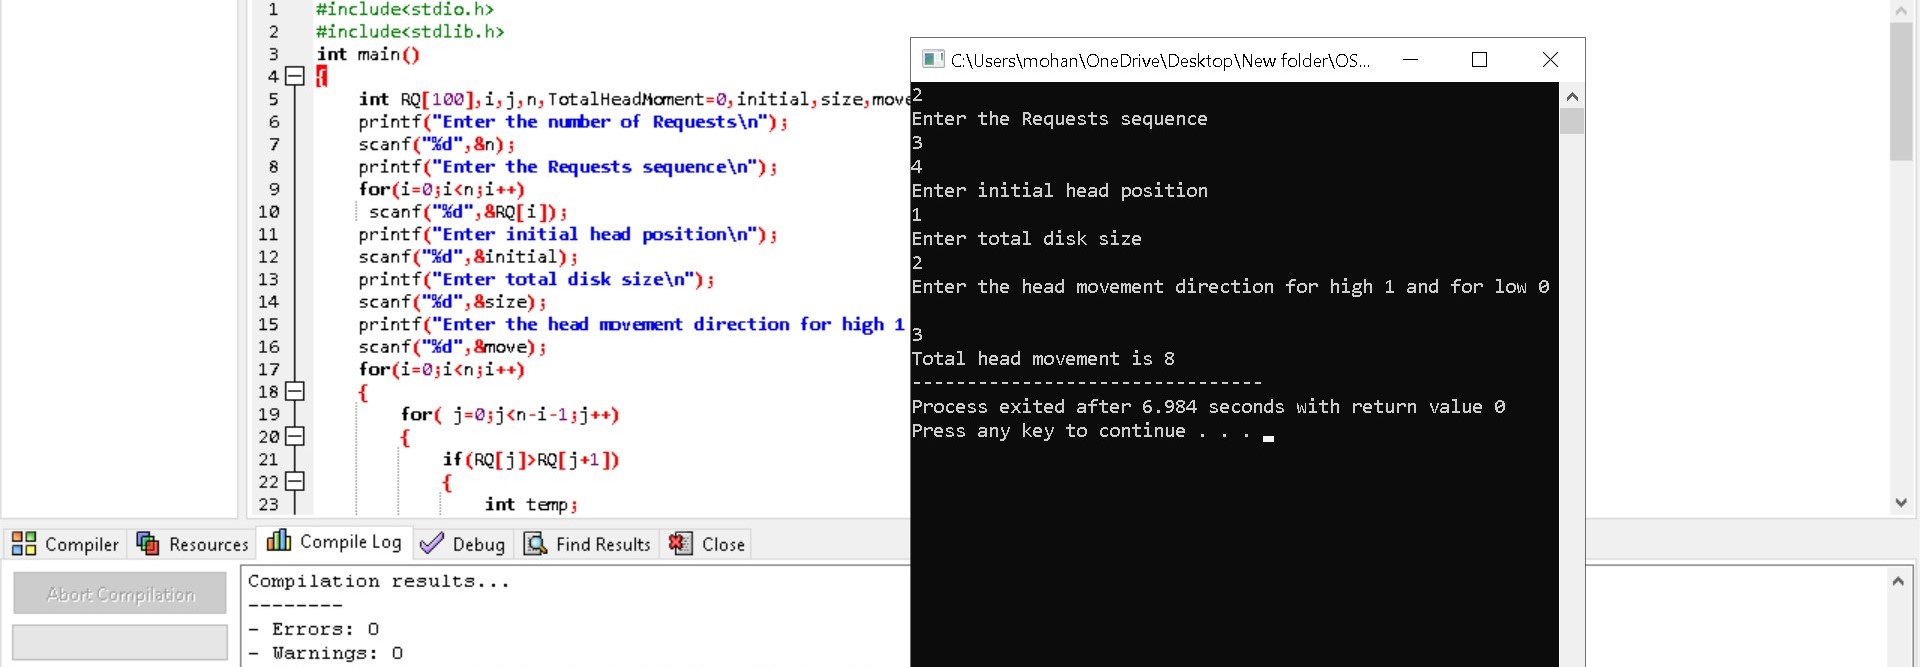 1 #include<stdio.h>
2 #include<stdlib.h>
3 int main()
4 {
5 int RQ[100],i,j,n,TotalHeadMoment=0,initial,size,move
6 printf("Enter the number of Requests\n");
7 scanf("%d",&n);
8 printf("Enter the Requests sequence\n");
9 for(i=0;i<n;i++)
10 scanf("%d",&RQ[i]);
11 printf("Enter initial head position\n");
12 scanf("%d",&initial);
13 printf("Enter total disk size\n");
14 scanf("%d",&size);
15 printf("Enter the head movement direction for high 1
16 scanf("%d",&move);
17 for(i=0;i<n;i++)
18 {
19 for( j=0;j<n-i-1;j++)
20 {
21 if(RQ[j]>RQ[j+1])
22 {
23 int temp;
C:\Users\mohan\OneDrive\Desktop\New folder\OS...
2
Enter the Requests sequence
3
4
Enter initial head position
1
Enter total disk size
2
Enter the head movement direction for high 1 and for low 0
3
Total head movement is 8
--------------------------------
Process exited after 6.984 seconds with return value 0
Press any key to continue . . .
Compiler Resources Compile Log Debug Find Results Close
Abort Compilation
Compilation results...
--------
- Errors: 0
- Warnings: 0